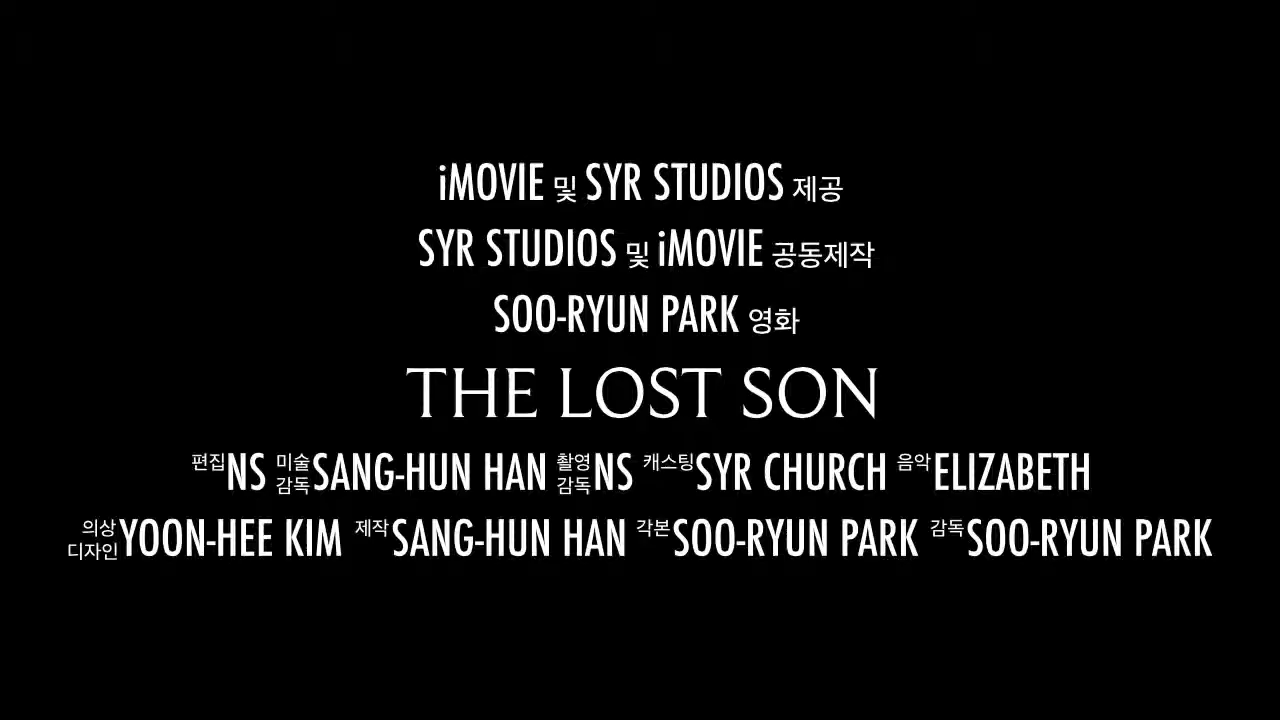 iMOVIE 및 SYR STUDIOS 제공
SYR STUDIOS 및 iMOVIE 공동제작
SOO-RYUN PARK 영화
THE LOST SON
편집 NS 미술 감독 SANG-HUN HAN 촬영 감독 NS 캐스팅 SYR CHURCH 음악 ELIZABETH
의상 디자인 YOON-HEE KIM 제작 SANG-HUN HAN 각본 SOO-RYUN PARK 감독 SOO-RYUN PARK